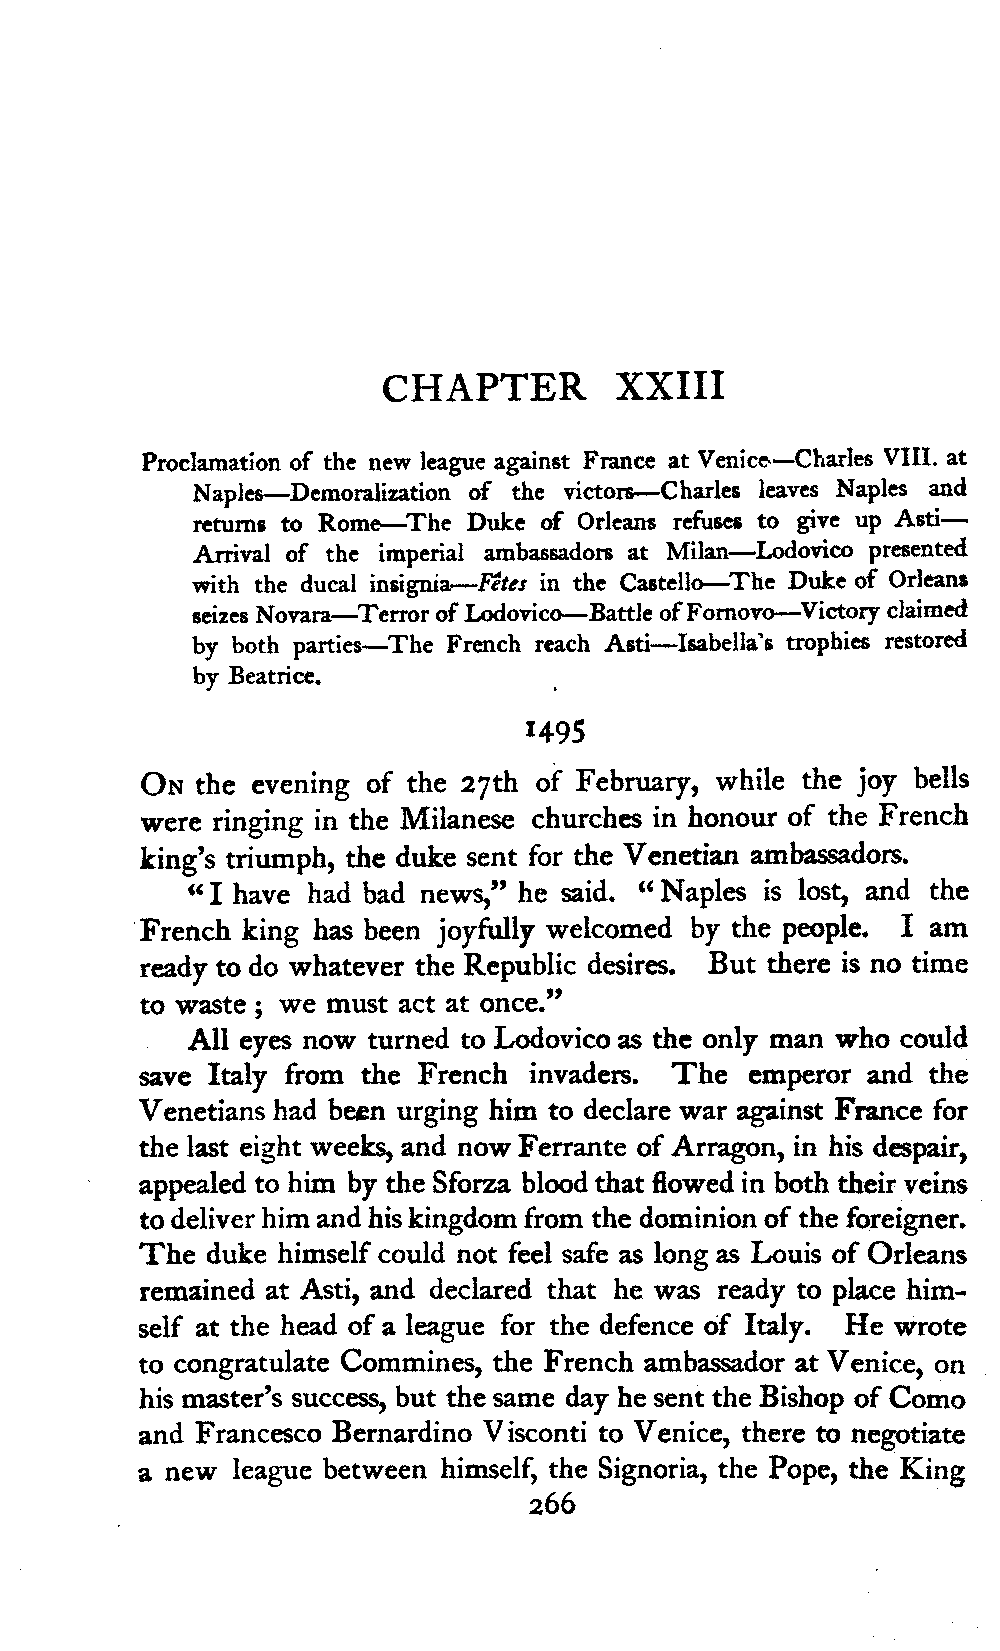 CHAPTER XXIII
Proclamation of the new league against France at Venice—Charles VIII. at
Naples—Demoralization of the victors—Charles leaves Naples and
returns to Rome—The Duke of Orleans refuses to give up Asti—
Arrival of the imperial ambassadors at Milan—Lodovico presented
with the ducal insignia—Fêtes in the Castello—The Duke of Orleans
seizes Novara—Terror of Lodovico—Battle of Fornovo—Victory claimed
by both parties—The French reach Asti—Isabella's trophies restored
by Beatrice.
1495
ON the evening of the 27th of February, while the joy bells
were ringing in the Milanese churches in honour of the French
king's triumph, the duke sent for the Venetian ambassadors.
"I have had bad news," he said. "Naples is lost, and the
French king has been joyfully welcomed by the people. I am
ready to do whatever the Republic desires. But there is no time
to waste; we must act at once."
All eyes now turned to Lodovico as the only man who could
save Italy from the French invaders. The emperor and the
Venetians had been urging him to declare war against France for
the last eight weeks, and now Ferrante of Arragon, in his despair,
appealed to him by the Sforza blood that flowed in both their veins
to deliver him and his kingdom from the dominion of the foreigner.
The duke himself could not feel safe as long as Louis of Orleans
remained at Asti, and declared that he was ready to place him-
self at the head of a league for the defence of Italy. He wrote
to congratulate Commines, the French ambassador at Venice, on
his master's success, but the same day he sent the Bishop of Como
and Francesco Bernardino Visconti to Venice, there to negotiate
a new league between himself, the Signoria, the Pope, the King
266